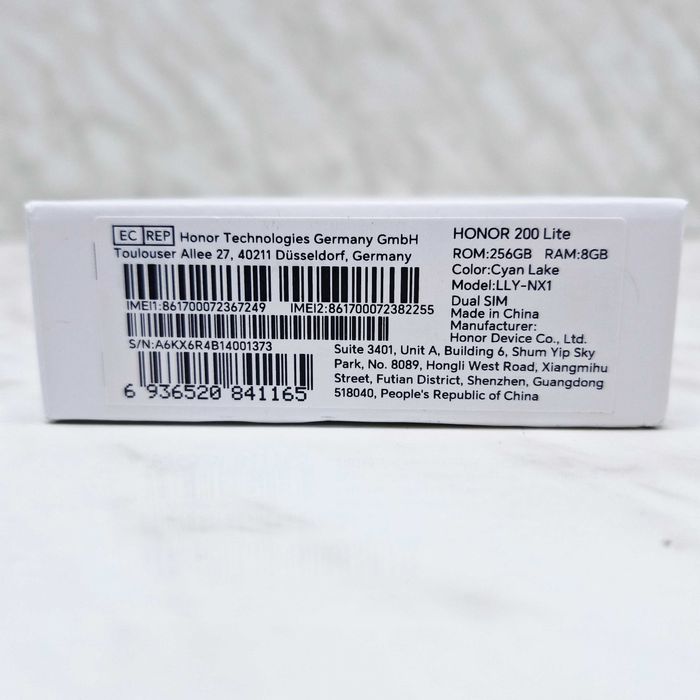 EC REP Honor Technologies Germany GmbH
Toulouser Allee 27, 40211 Düsseldorf, Germany
IMEI1:861700072367249 IMEI2:861700072382255
S/N:A6KX6R4B14001373
6 936520 841165
HONOR 200 Lite
ROM:256GB RAM:8GB
Color:Cyan Lake
Model:LLY-NX1
Dual SIM
Made in China
Manufacturer:
Honor Device Co., Ltd.
Suite 3401, Unit A, Building 6, Shum Yip Sky
Park, No. 8089, Hongli West Road, Xiangmihu
Street, Futian District, Shenzhen, Guangdong
518040, People's Republic of China